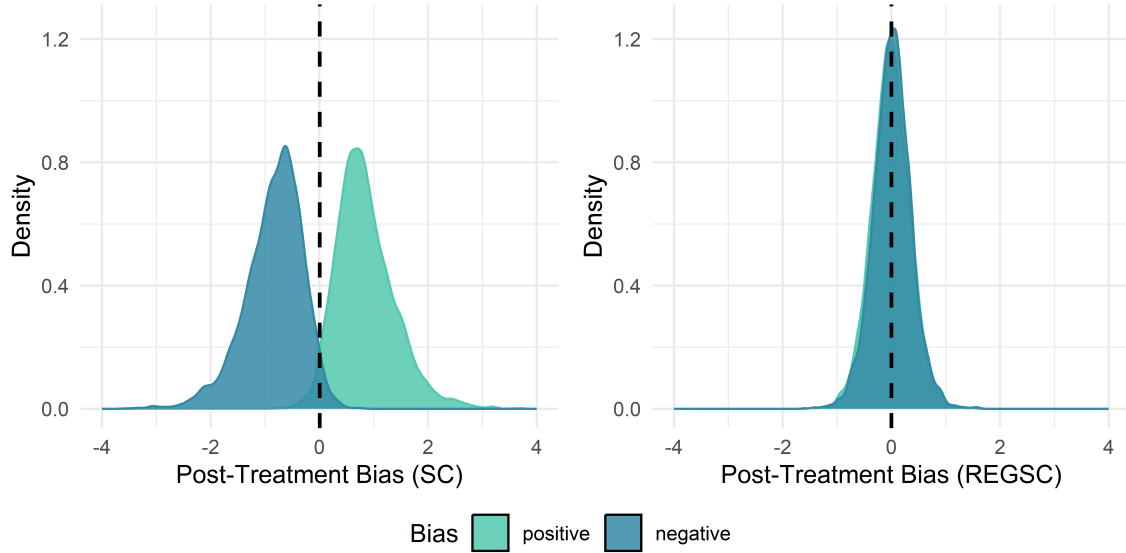 1.2
0.8
0.4
0.0
Density
-4 -2 0 2 4
Post-Treatment Bias (SC)
1.2
0.8
0.4
0.0
Density
-4 -2 0 2 4
Post-Treatment Bias (REGSC)
Bias positive negative